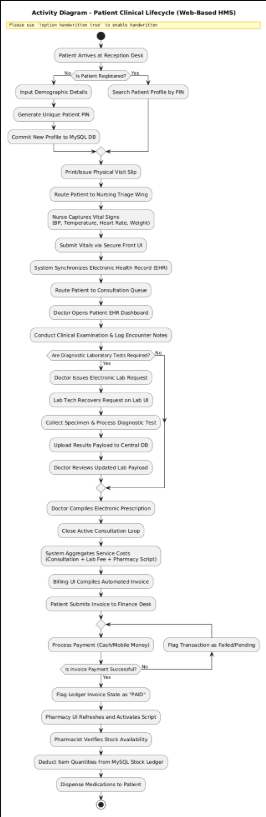 Activity Diagram - Patient Clinical Lifecycle (Web-Based HMS)
Please use 'option handwritten true' to enable handwritten
Patient Arrives at Reception Desk
No
Is Patient Registered?
Yes
Input Demographic Details
Search Patient Profile by PIN
Generate Unique Patient PIN
Commit New Profile to MySQL DB
Print/Issue Physical Visit Slip
Route Patient to Nursing Triage Wing
Nurse Captures Vital Signs
(BP, Temperature, Heart Rate, Weight)
Submit Vitals via Secure Front UI
System Synchronizes Electronic Health Record (EHR)
Route Patient to Consultation Queue
Doctor Opens Patient EHR Dashboard
Conduct Clinical Examination & Log Encounter Notes
Are Diagnostic Laboratory Tests Required?
No
Yes
Doctor Issues Electronic Lab Request
Lab Tech Recovers Request on Lab UI
Collect Specimen & Process Diagnostic Test
Upload Results Payload to Central DB
Doctor Reviews Updated Lab Payload
Doctor Compiles Electronic Prescription
Close Active Consultation Loop
System Aggregates Service Costs
(Consultation + Lab Fee + Pharmacy Script)
Billing UI Compiles Automated Invoice
Patient Submits Invoice to Finance Desk
Process Payment (Cash/Mobile Money)
Flag Transaction as Failed/Pending
Is Invoice Payment Successful?
No
Yes
Flag Ledger Invoice State as "PAID"
Pharmacy UI Refreshes and Activates Script
Pharmacist Verifies Stock Availability
Deduct Item Quantities from MySQL Stock Ledger
Dispense Medications to Patient